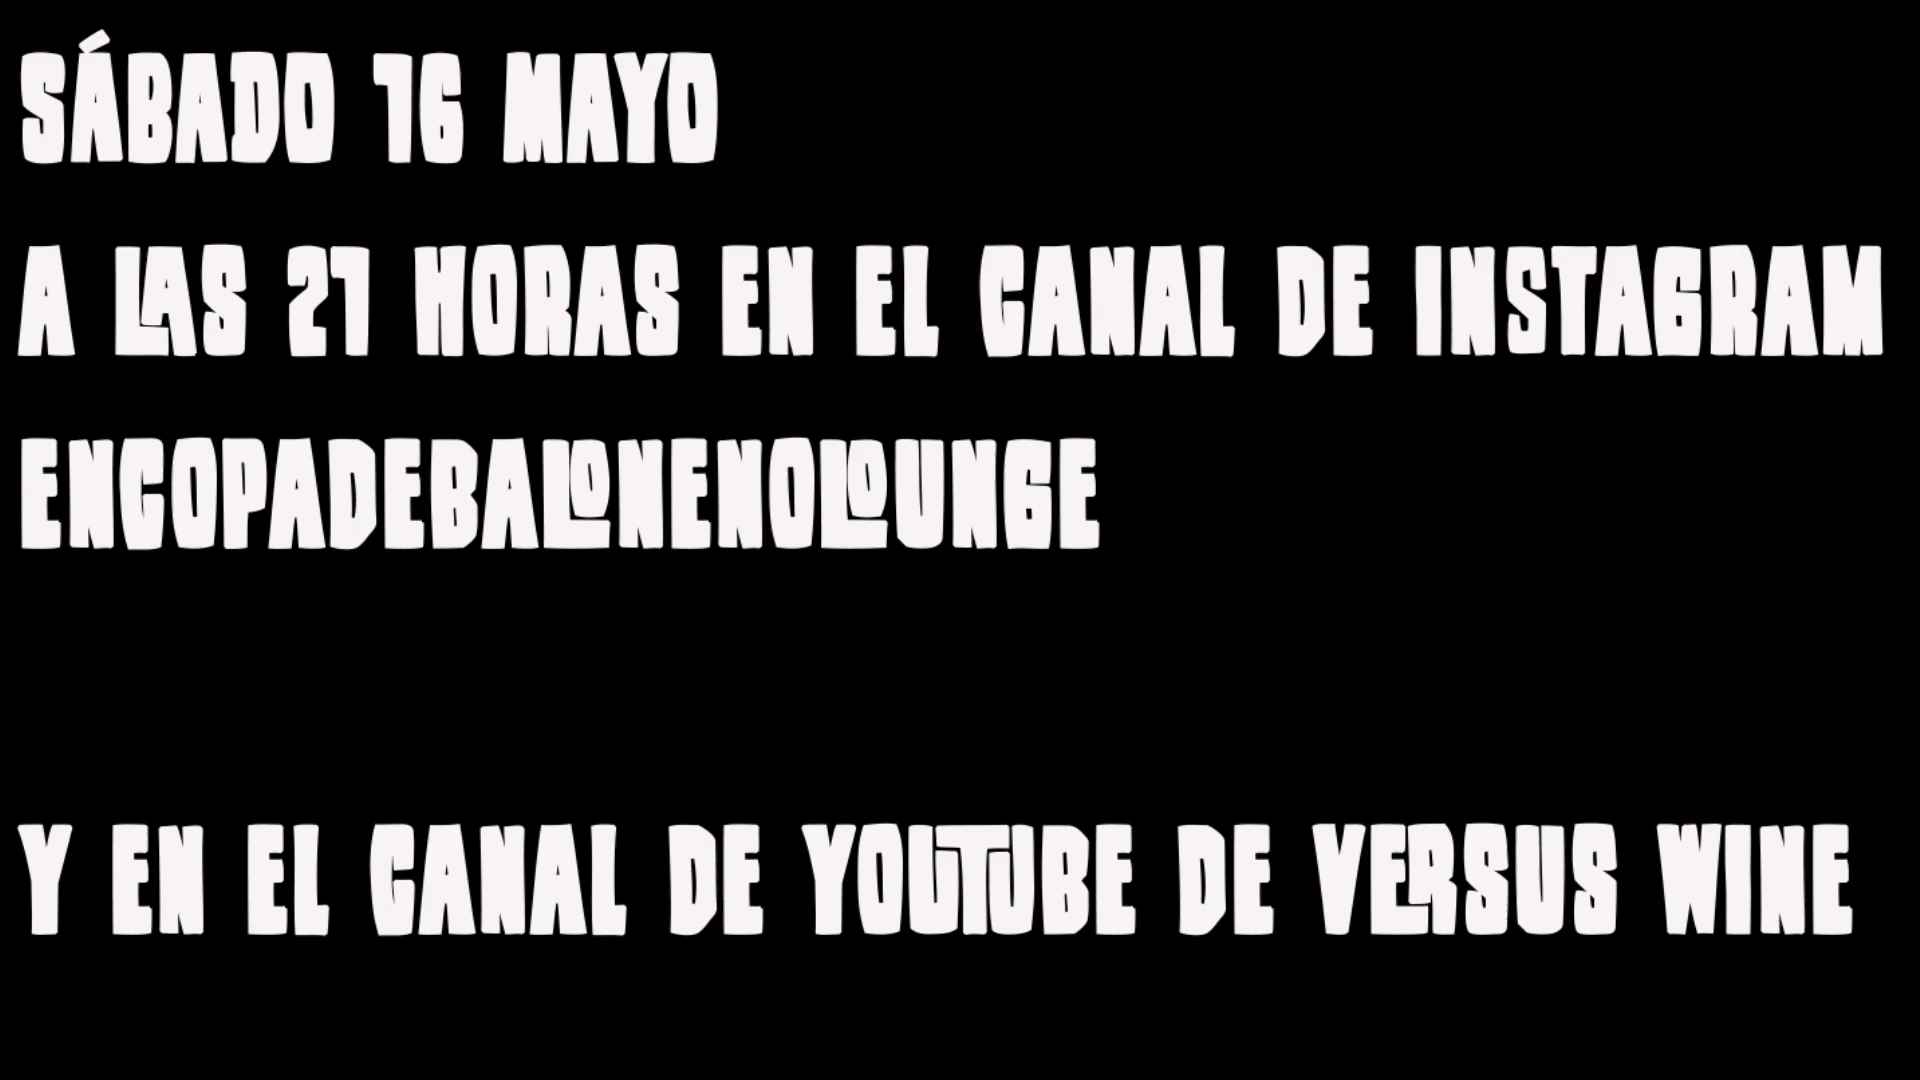 SÁBADO 16 MAYO
A LAS 21 HORAS EN EL CANAL DE INSTAGRAM
ENCOPADEBALONENOLOUNGE
Y EN EL CANAL DE YOUTUBE DE VERSUS WINE